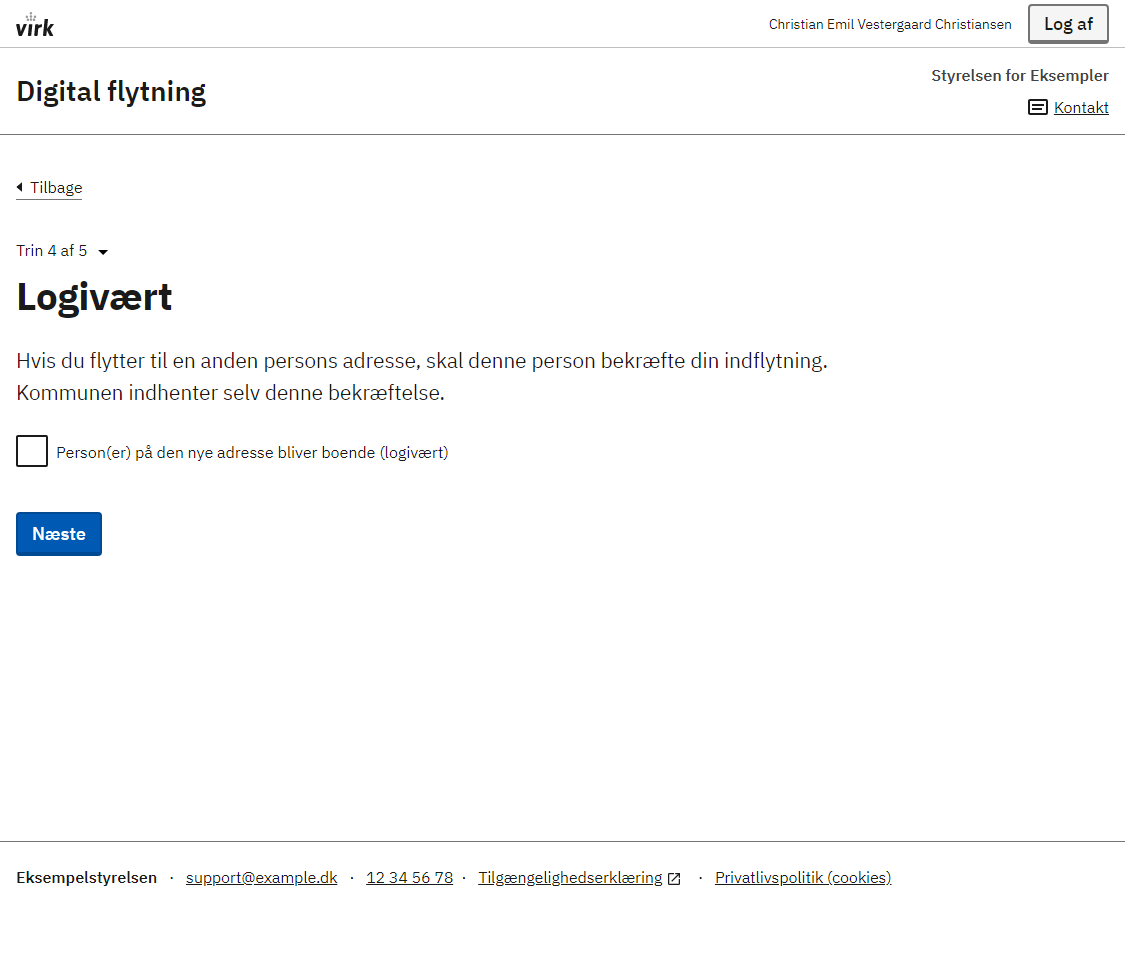 virk
Christian Emil Vestergaard Christiansen
Log af
Digital flytning
Styrelsen for Eksempler
Kontakt
Tilbage
Trin 4 af 5
Logivært
Hvis du flytter til en anden persons adresse, skal denne person bekræfte din indflytning.
Kommunen indhenter selv denne bekræftelse.
Person(er) på den nye adresse bliver boende (logivært)
Næste
Eksempelstyrelsen · support@example.dk · 12 34 56 78 · Tilgængelighedserklæring · Privatlivspolitik (cookies)